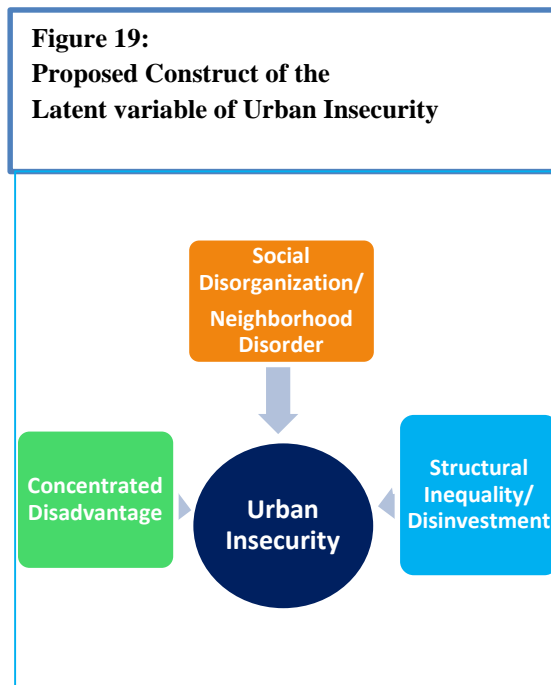 Figure 19:
Proposed Construct of the
Latent variable of Urban Insecurity
Social
Disorganization/
Neighborhood
Disorder
Concentrated
Disadvantage
Urban
Insecurity
Structural
Inequality/
Disinvestment